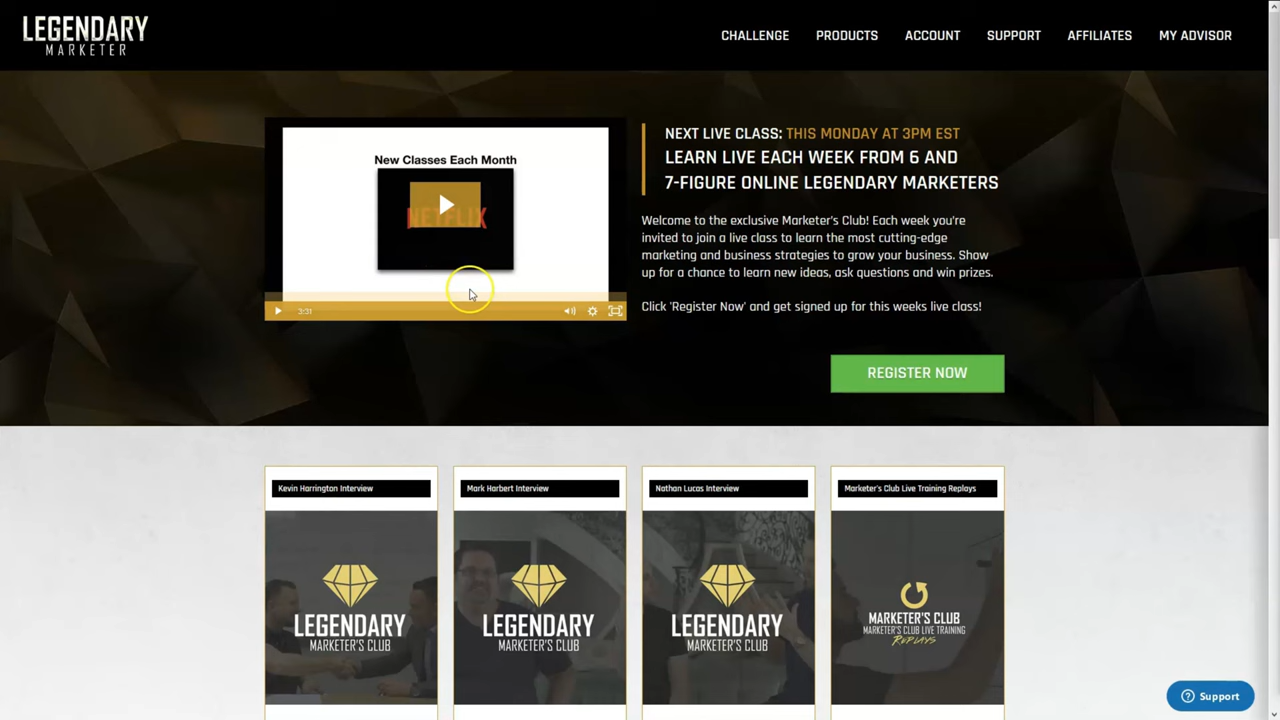 LEGENDARY
MARKETER
CHALLENGE
PRODUCTS
ACCOUNT
SUPPORT
AFFILIATES
MY ADVISOR
New Classes Each Month
NETFLIX
3:31
NEXT LIVE CLASS: THIS MONDAY AT 3PM EST
LEARN LIVE EACH WEEK FROM 6 AND
7-FIGURE ONLINE LEGENDARY MARKETERS
Welcome to the exclusive Marketer's Club! Each week you're
invited to join a live class to learn the most cutting-edge
marketing and business strategies to grow your business. Show
up for a chance to learn new ideas, ask questions and win prizes.
Click 'Register Now' and get signed up for this weeks live class!
REGISTER NOW
Kevin Harrington Interview
LEGENDARY
MARKETER'S CLUB
Mark Harbert Interview
LEGENDARY
MARKETER'S CLUB
Nathan Lucas Interview
LEGENDARY
MARKETER'S CLUB
Marketer's Club Live Training Replays
MARKETER'S CLUB
MARKETER'S CLUB LIVE TRAINING
REPLAYS
Support